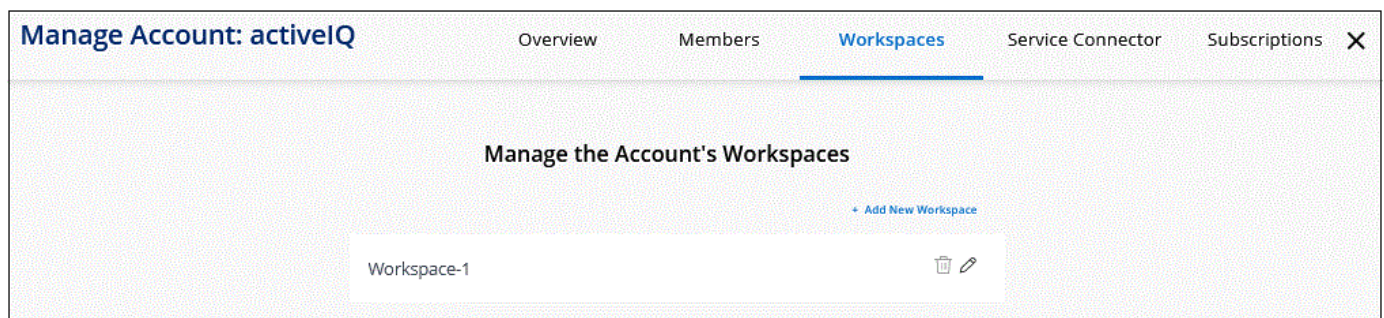 Manage Account: activeIQ
Overview Members Workspaces Service Connector Subscriptions
Manage the Account's Workspaces
+ Add New Workspace
Workspace-1